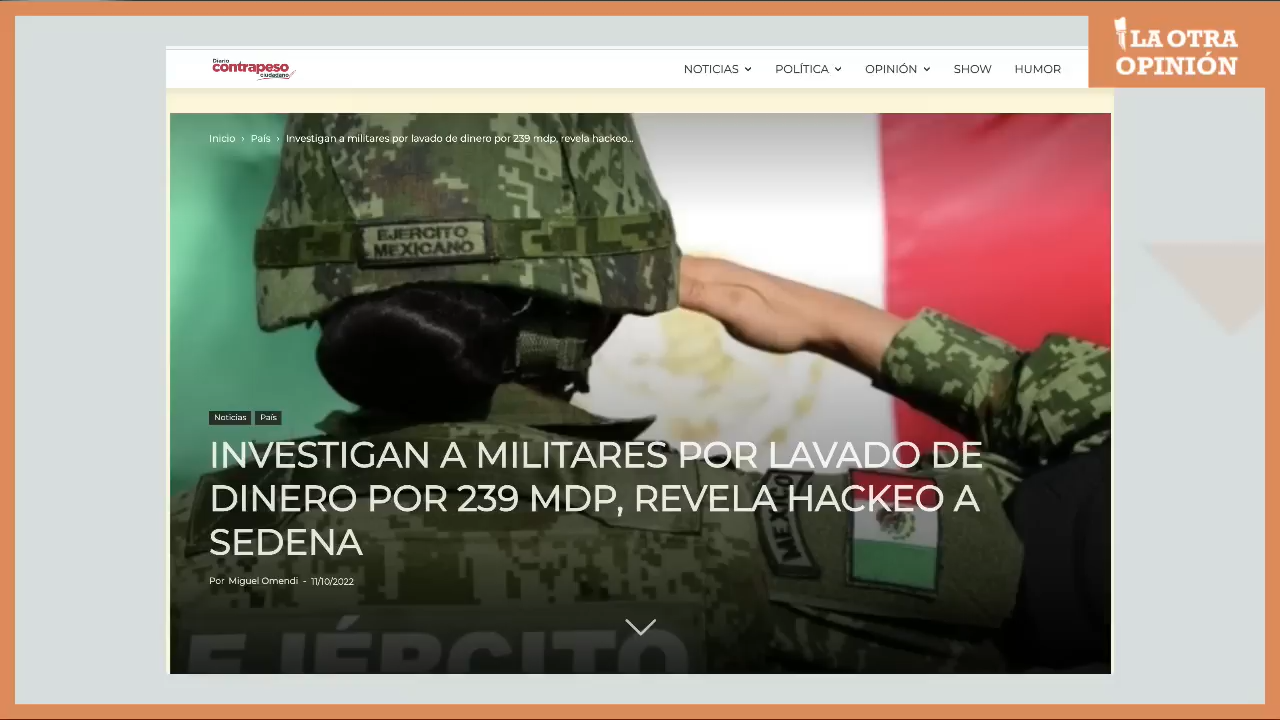 LA OTRA
OPINIÓN
Diario
contrapeso
ciudadano
NOTICIAS
POLÍTICA
OPINIÓN
SHOW
HUMOR
Inicio › País › Investigan a militares por lavado de dinero por 239 mdp, revela hackeo...
EJERCITO
MEXICANO
Noticias
País
INVESTIGAN A MILITARES POR LAVADO DE
DINERO POR 239 MDP, REVELA HACKEO A
SEDENA
MEXICO
Por Miguel Omendi - 11/10/2022
EJÉRCITO